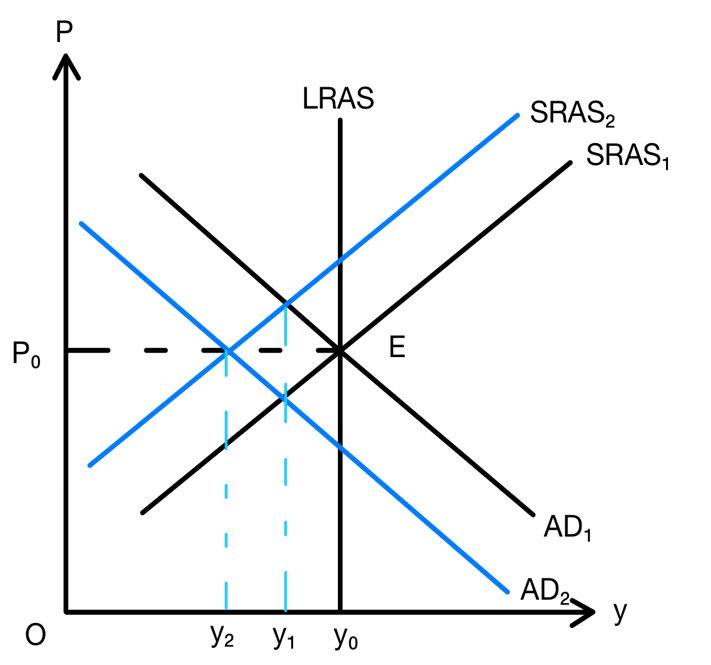 P
LRAS
SRAS₂
SRAS₁
P₀
E
AD₁
AD₂
y
O
y₂
y₁
y₀